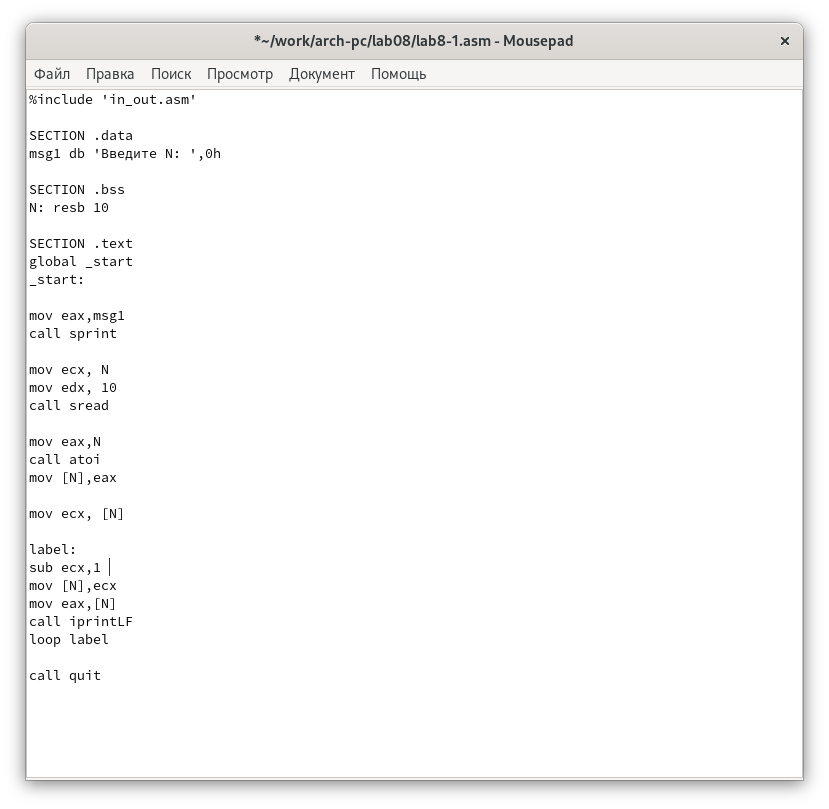 *~/work/arch-pc/lab08/lab8-1.asm - Mousepad ×
Файл Правка Поиск Просмотр Документ Помощь
%include 'in_out.asm'
SECTION .data
msg1 db 'Введите N: ',0h
SECTION .bss
N: resb 10
SECTION .text
global _start
_start:
mov eax,msg1
call sprint
mov ecx, N
mov edx, 10
call sread
mov eax,N
call atoi
mov [N],eax
mov ecx, [N]
label:
sub ecx,1
mov [N],ecx
mov eax,[N]
call iprintLF
loop label
call quit